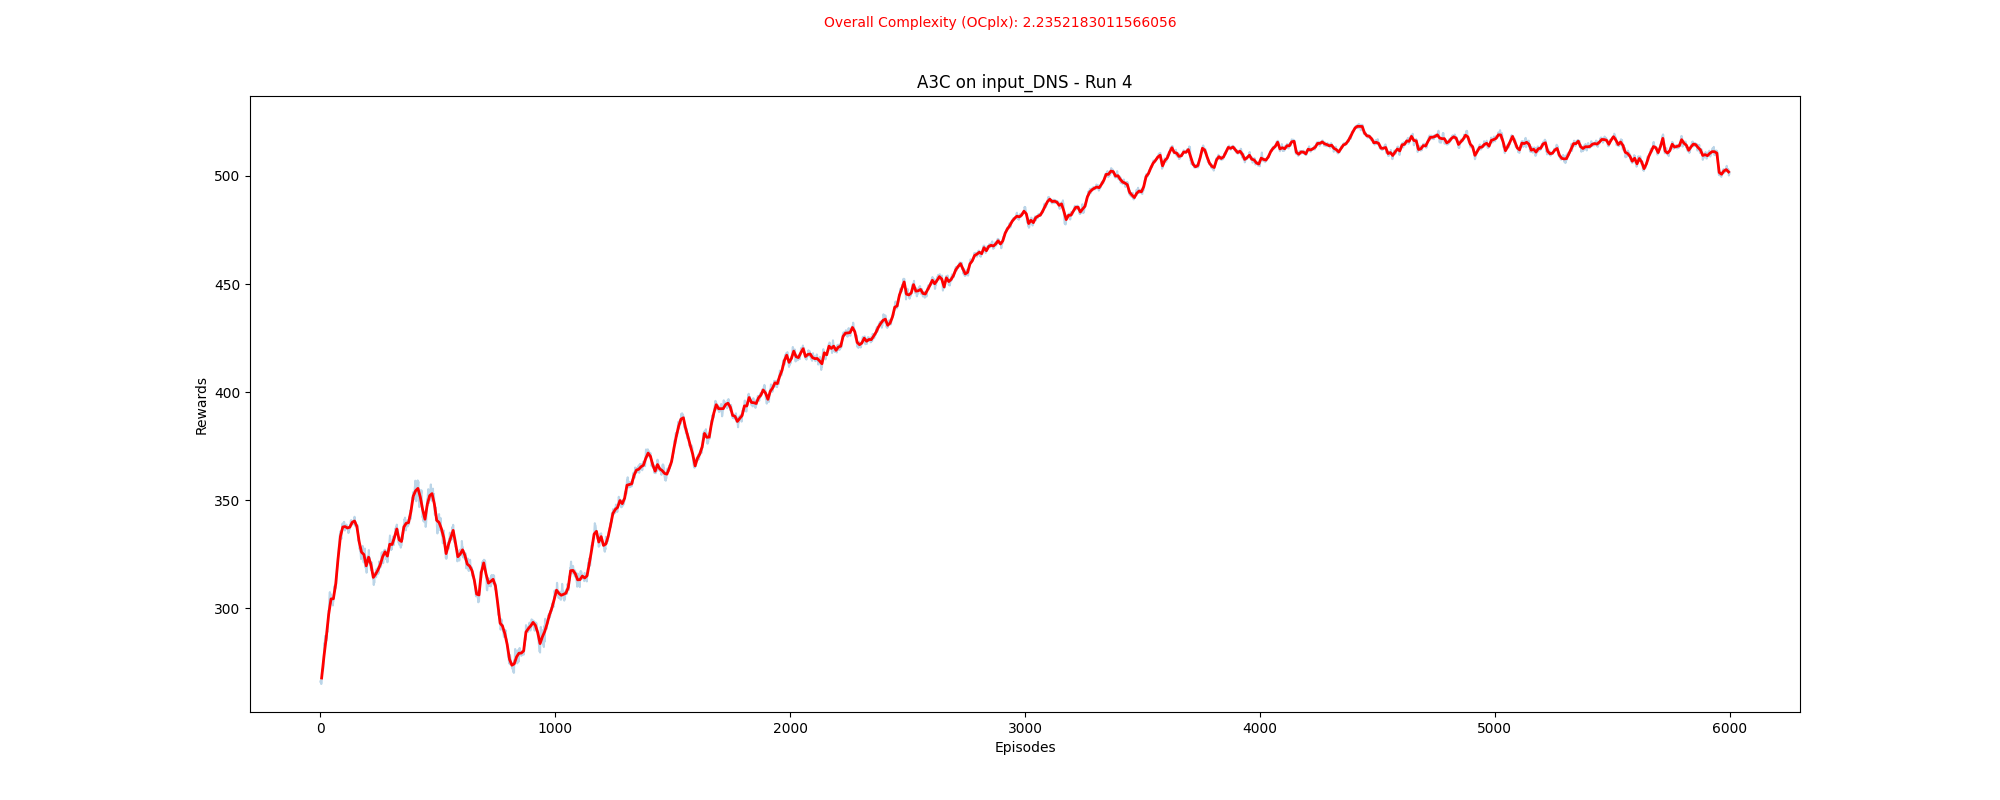 Overall Complexity (OCplx): 2.2352183011566056
A3C on input_DNS - Run 4
500
450
400
350
300
Rewards
0 1000 2000 3000 4000 5000 6000
Episodes